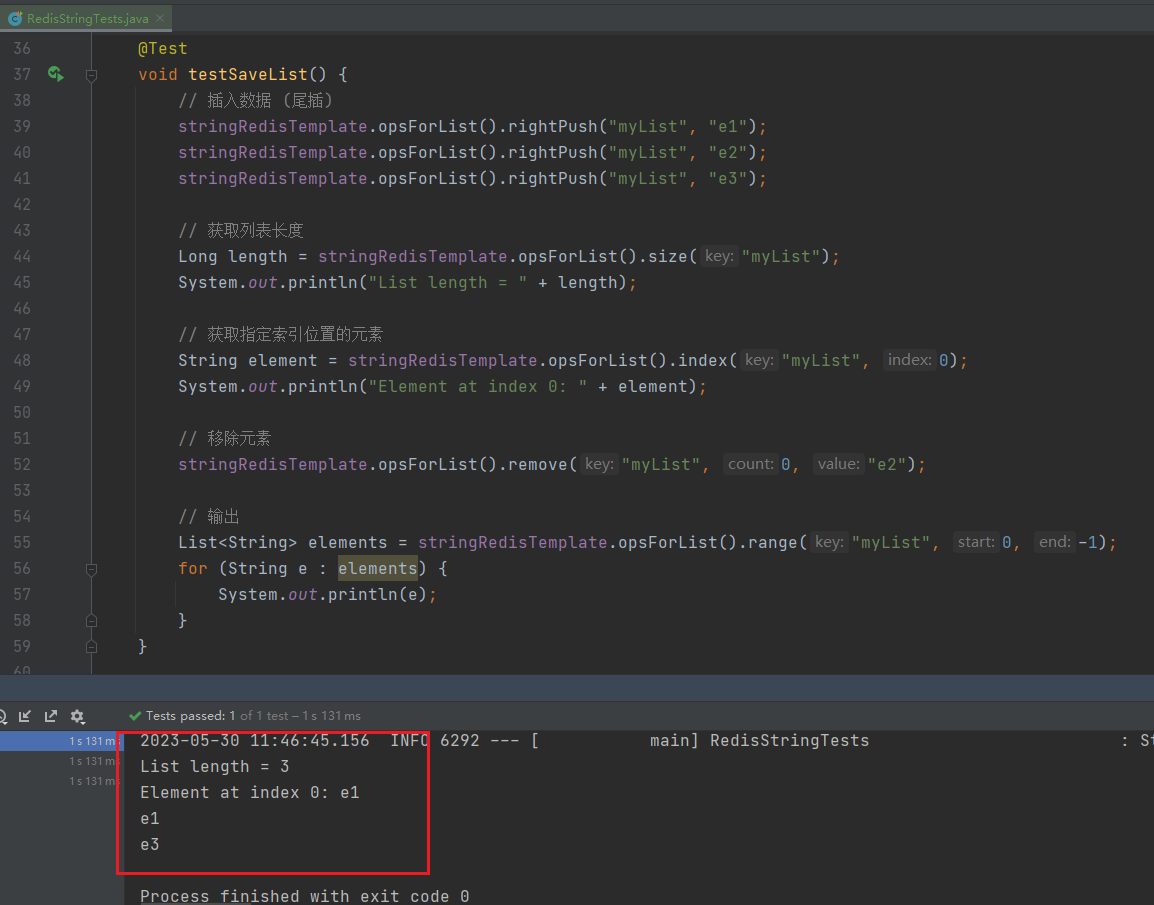 RedisStringTests.java
36 @Test
37 void testSaveList() {
38 // 插入数据 (尾插)
39 stringRedisTemplate.opsForList().rightPush("myList", "e1");
40 stringRedisTemplate.opsForList().rightPush("myList", "e2");
41 stringRedisTemplate.opsForList().rightPush("myList", "e3");
42
43 // 获取列表长度
44 Long length = stringRedisTemplate.opsForList().size( key: "myList");
45 System.out.println("List length = " + length);
46
47 // 获取指定索引位置的元素
48 String element = stringRedisTemplate.opsForList().index( key: "myList", index: 0);
49 System.out.println("Element at index 0: " + element);
50
51 // 移除元素
52 stringRedisTemplate.opsForList().remove( key: "myList", count: 0, value: "e2");
53
54 // 输出
55 List<String> elements = stringRedisTemplate.opsForList().range( key: "myList", start: 0, end: -1);
56 for (String e : elements) {
57 System.out.println(e);
58 }
59 }
60
Tests passed: 1 of 1 test – 1 s 131 ms
1 s 131 ms 2023-05-30 11:46:45.156 INFO 6292 --- [ main] RedisStringTests : St
1 s 131 ms List length = 3
1 s 131 ms Element at index 0: e1
e1
e3
Process finished with exit code 0